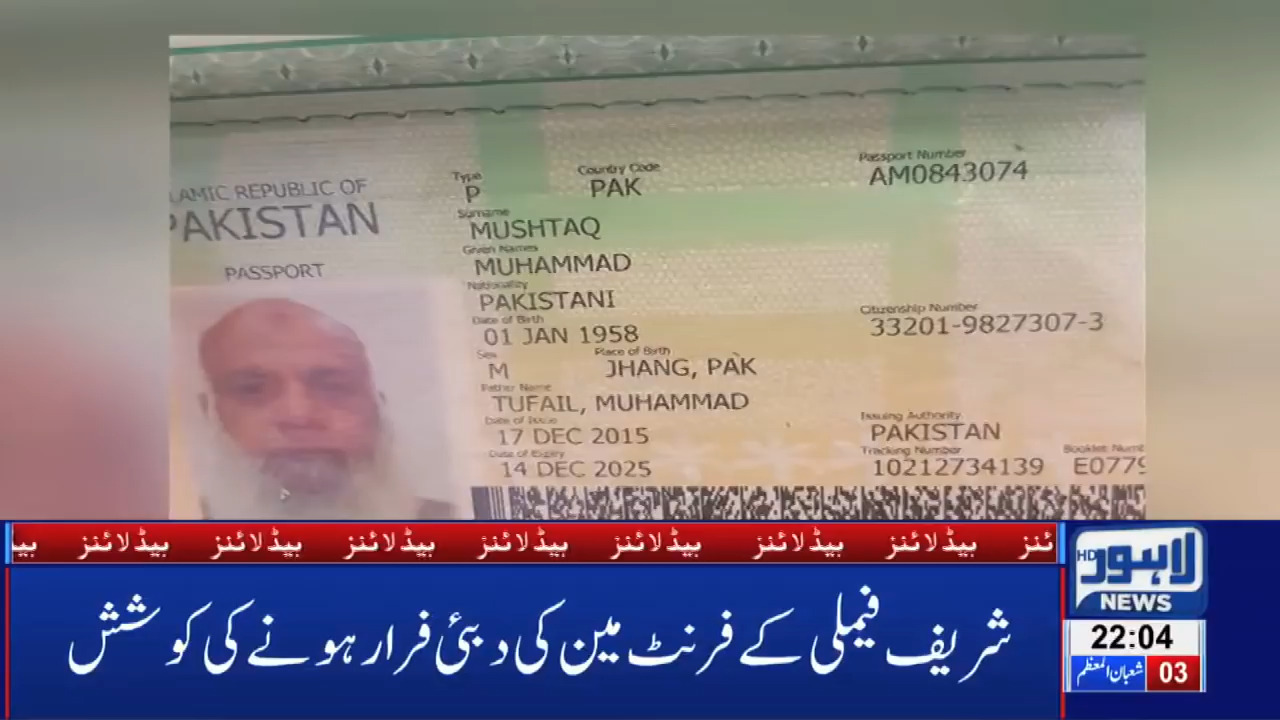 LAMIC REPUBLIC OF
PAKISTAN
PASSPORT
Type
P
Country Code
PAK
Passport Number
AM0843074
Surname
MUSHTAQ
Given Names
MUHAMMAD
Nationality
PAKISTANI
Date of Birth
01 JAN 1958
Citizenship Number
33201-9827307-3
Sex
M
Place of Birth
JHANG, PAK
Father Name
TUFAIL, MUHAMMAD
Date of Issue
17 DEC 2015
Issuing Authority
PAKISTAN
Date of Expiry
14 DEC 2025
Tracking Number
10212734139
Booklet Numb
E0779
ئنز ہیڈلائنز ہیڈلائنز ہیڈلائنز ہیڈلائنز ہیڈلائنز ہیڈلائنز ہیڈلائنز ہیڈ
شریف فیملی کے فرنٹ مین کی دبئی فرار ہونے کی کوشش
لاہور HD
NEWS
22:04
03 شعبان المعظم